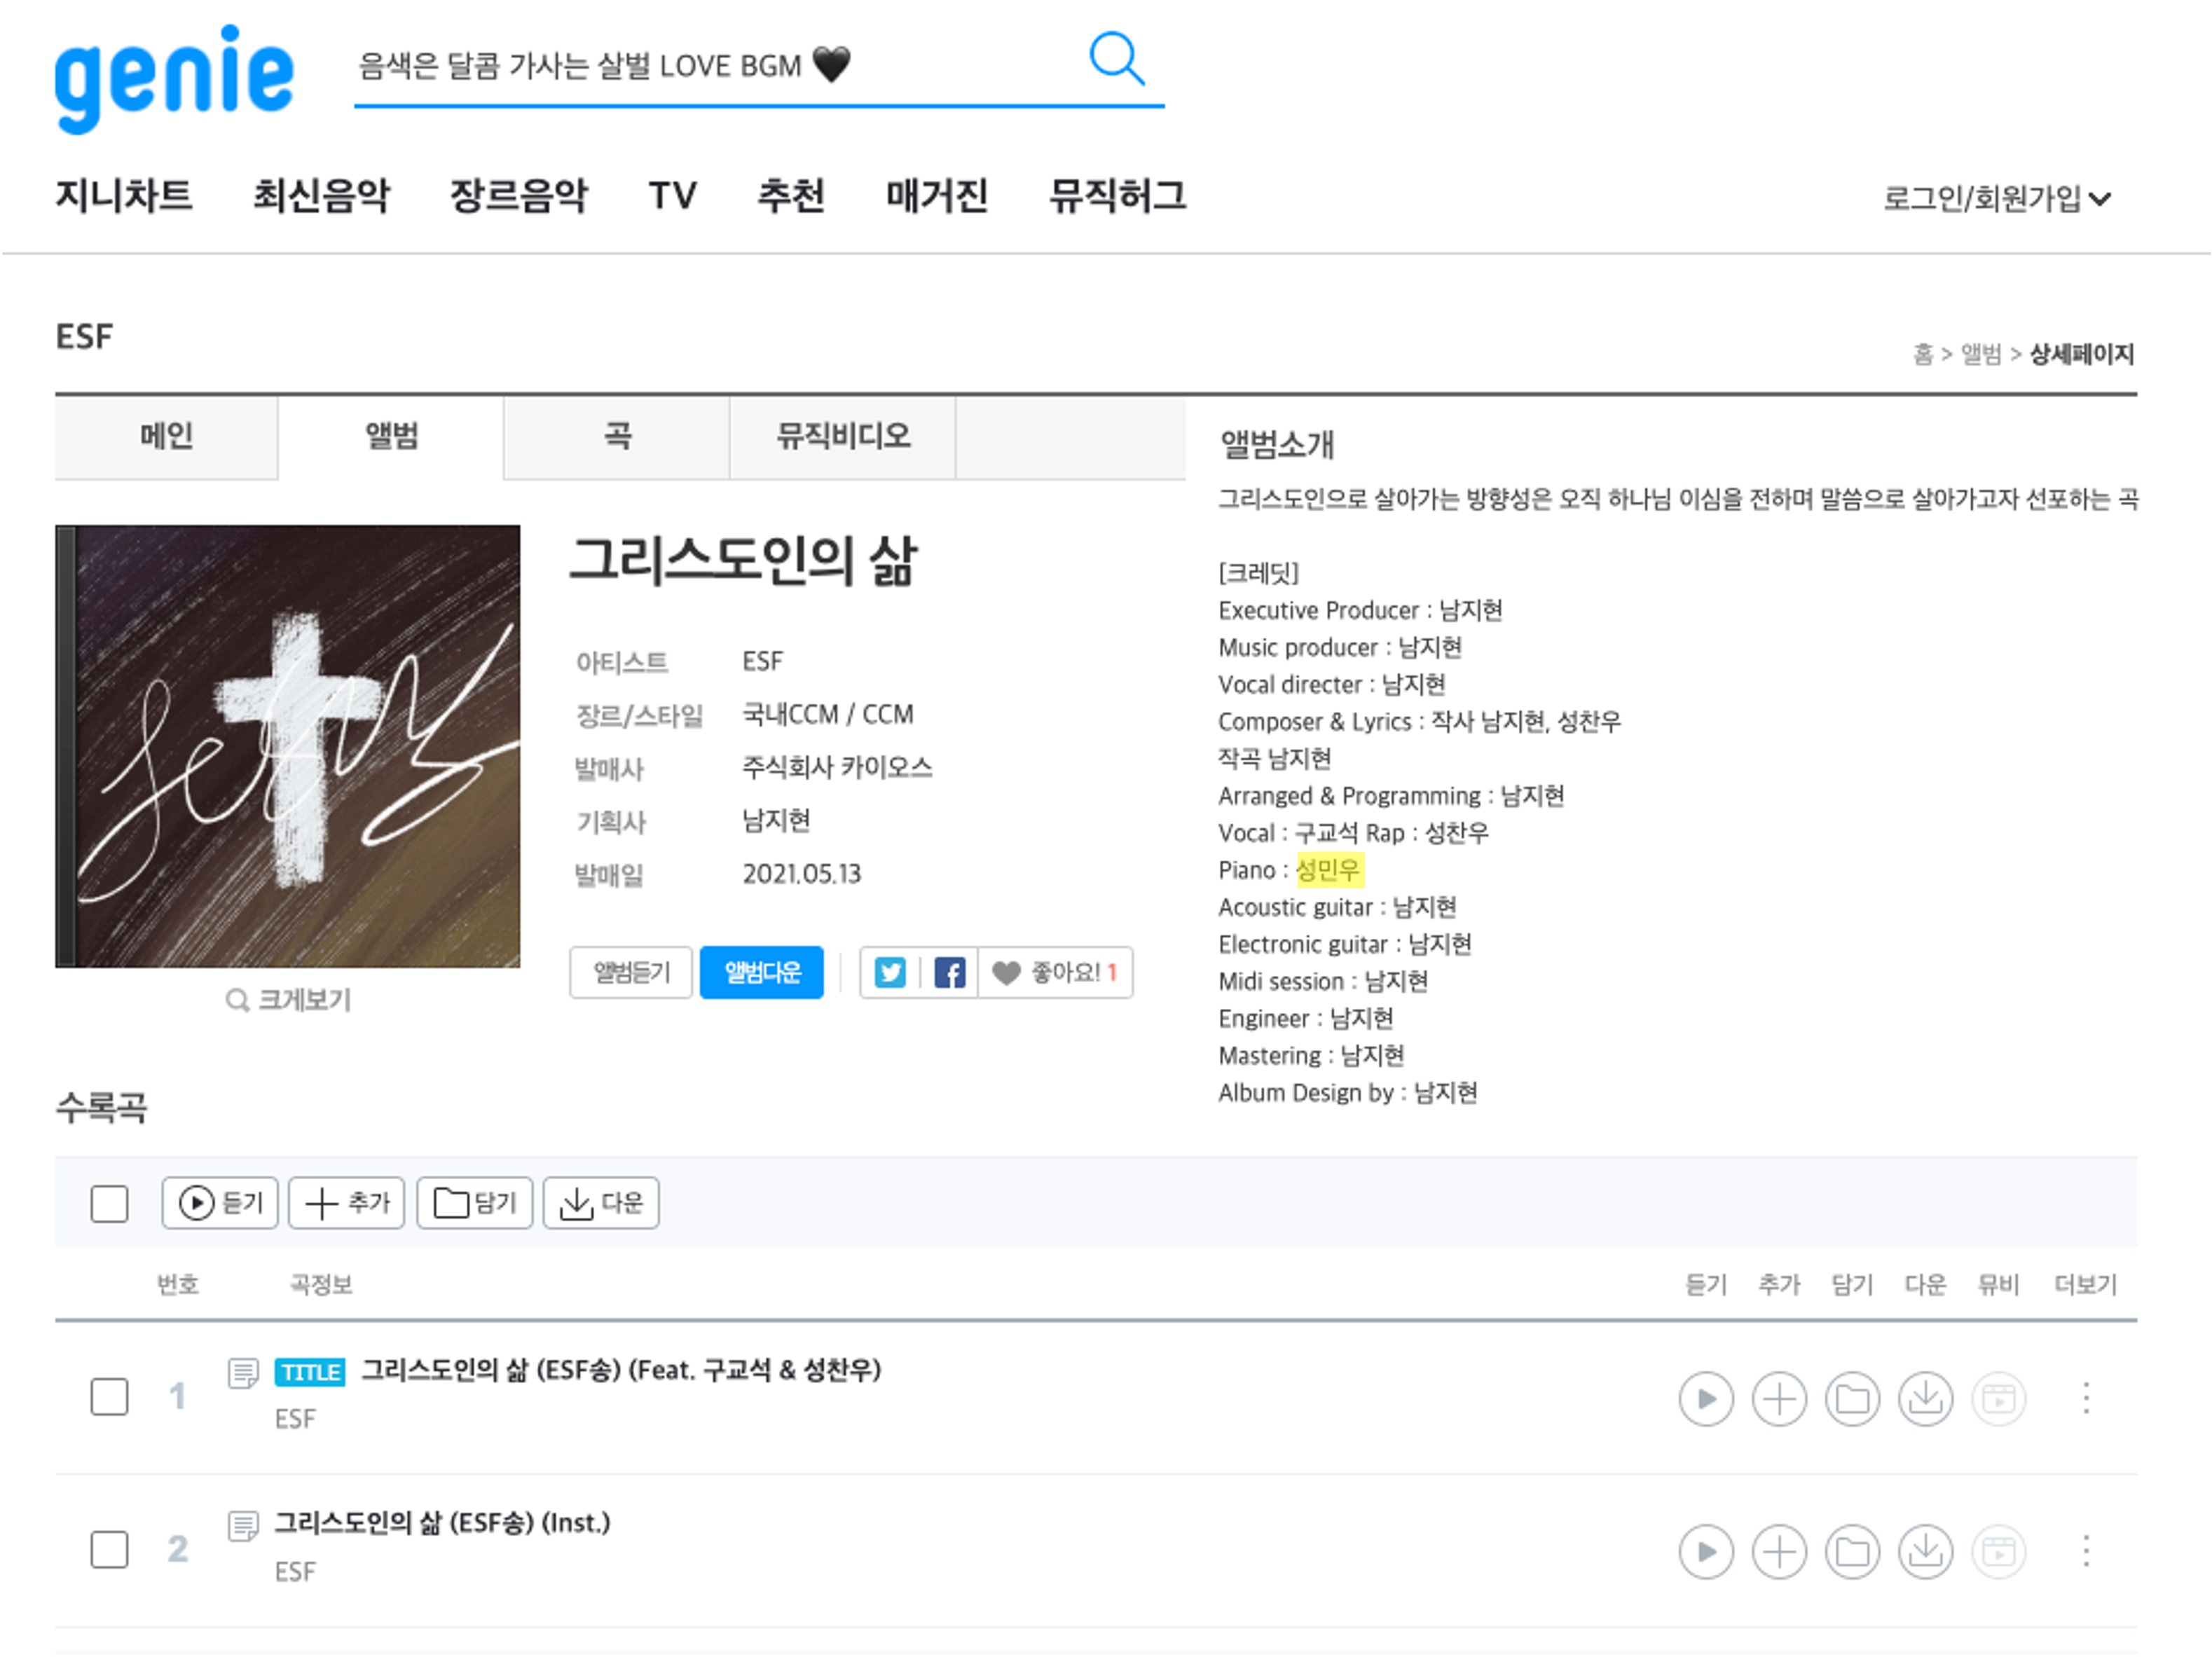 genie
음색은 달콤 가사는 살벌 LOVE BGM 🖤
지니차트 최신음악 장르음악 TV 추천 매거진 뮤직허그
로그인/회원가입
ESF
홈 > 앨범 > 상세페이지
메인 앨범 곡 뮤직비디오
그리스도인의 삶
아티스트 ESF
장르/스타일 국내CCM / CCM
발매사 주식회사 카이오스
기획사 남지현
발매일 2021.05.13
앨범듣기 앨범다운 좋아요! 1
크게보기
앨범소개
그리스도인으로 살아가는 방향성은 오직 하나님 이심을 전하며 말씀으로 살아가고자 선포하는 곡
[크레딧]
Executive Producer : 남지현
Music producer : 남지현
Vocal directer : 남지현
Composer & Lyrics : 작사 남지현, 성찬우
작곡 남지현
Arranged & Programming : 남지현
Vocal : 구교석 Rap : 성찬우
Piano : 성민우
Acoustic guitar : 남지현
Electronic guitar : 남지현
Midi session : 남지현
Engineer : 남지현
Mastering : 남지현
Album Design by : 남지현
수록곡
듣기 추가 담기 다운
번호 곡정보 듣기 추가 담기 다운 뮤비 더보기
1 TITLE 그리스도인의 삶 (ESF송) (Feat. 구교석 & 성찬우)
ESF
2 그리스도인의 삶 (ESF송) (Inst.)
ESF